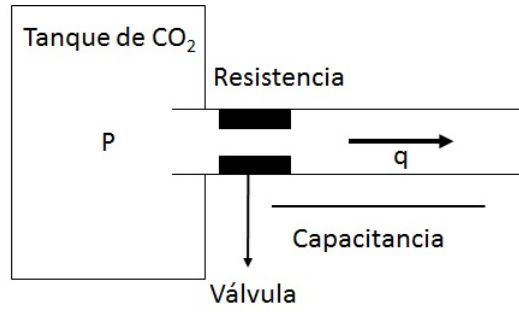 Tanque de CO₂
Resistencia
P
q
Capacitancia
Válvula